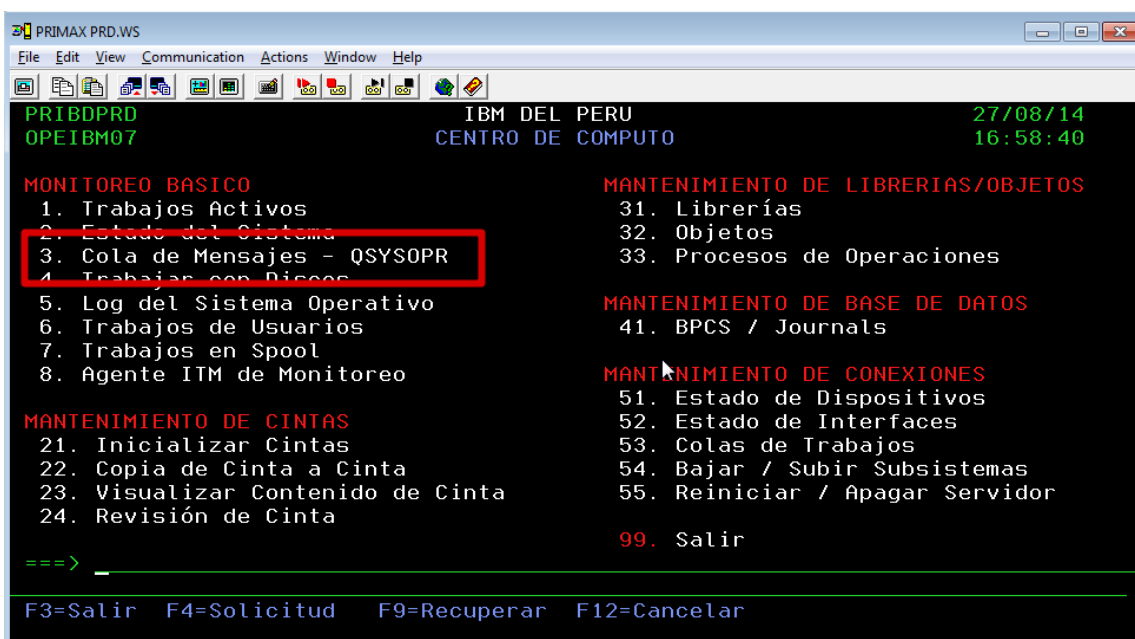 PRIMAX PRD.WS
File Edit View Communication Actions Window Help
PRIBDPRD IBM DEL PERU 27/08/14
OPEIBM07 CENTRO DE COMPUTO 16:58:40
MONITOREO BASICO
1. Trabajos Activos
2. Estado del Sistema
3. Cola de Mensajes - QSYSOPR
4. Trabajar con Discos
5. Log del Sistema Operativo
6. Trabajos de Usuarios
7. Trabajos en Spool
8. Agente ITM de Monitoreo
MANTENIMIENTO DE CINTAS
21. Inicializar Cintas
22. Copia de Cinta a Cinta
23. Visualizar Contenido de Cinta
24. Revisión de Cinta
MANTENIMIENTO DE LIBRERIAS/OBJETOS
31. Librerías
32. Objetos
33. Procesos de Operaciones
MANTENIMIENTO DE BASE DE DATOS
41. BPCS / Journals
MANTENIMIENTO DE CONEXIONES
51. Estado de Dispositivos
52. Estado de Interfaces
53. Colas de Trabajos
54. Bajar / Subir Subsistemas
55. Reiniciar / Apagar Servidor
99. Salir
===>
F3=Salir F4=Solicitud F9=Recuperar F12=Cancelar